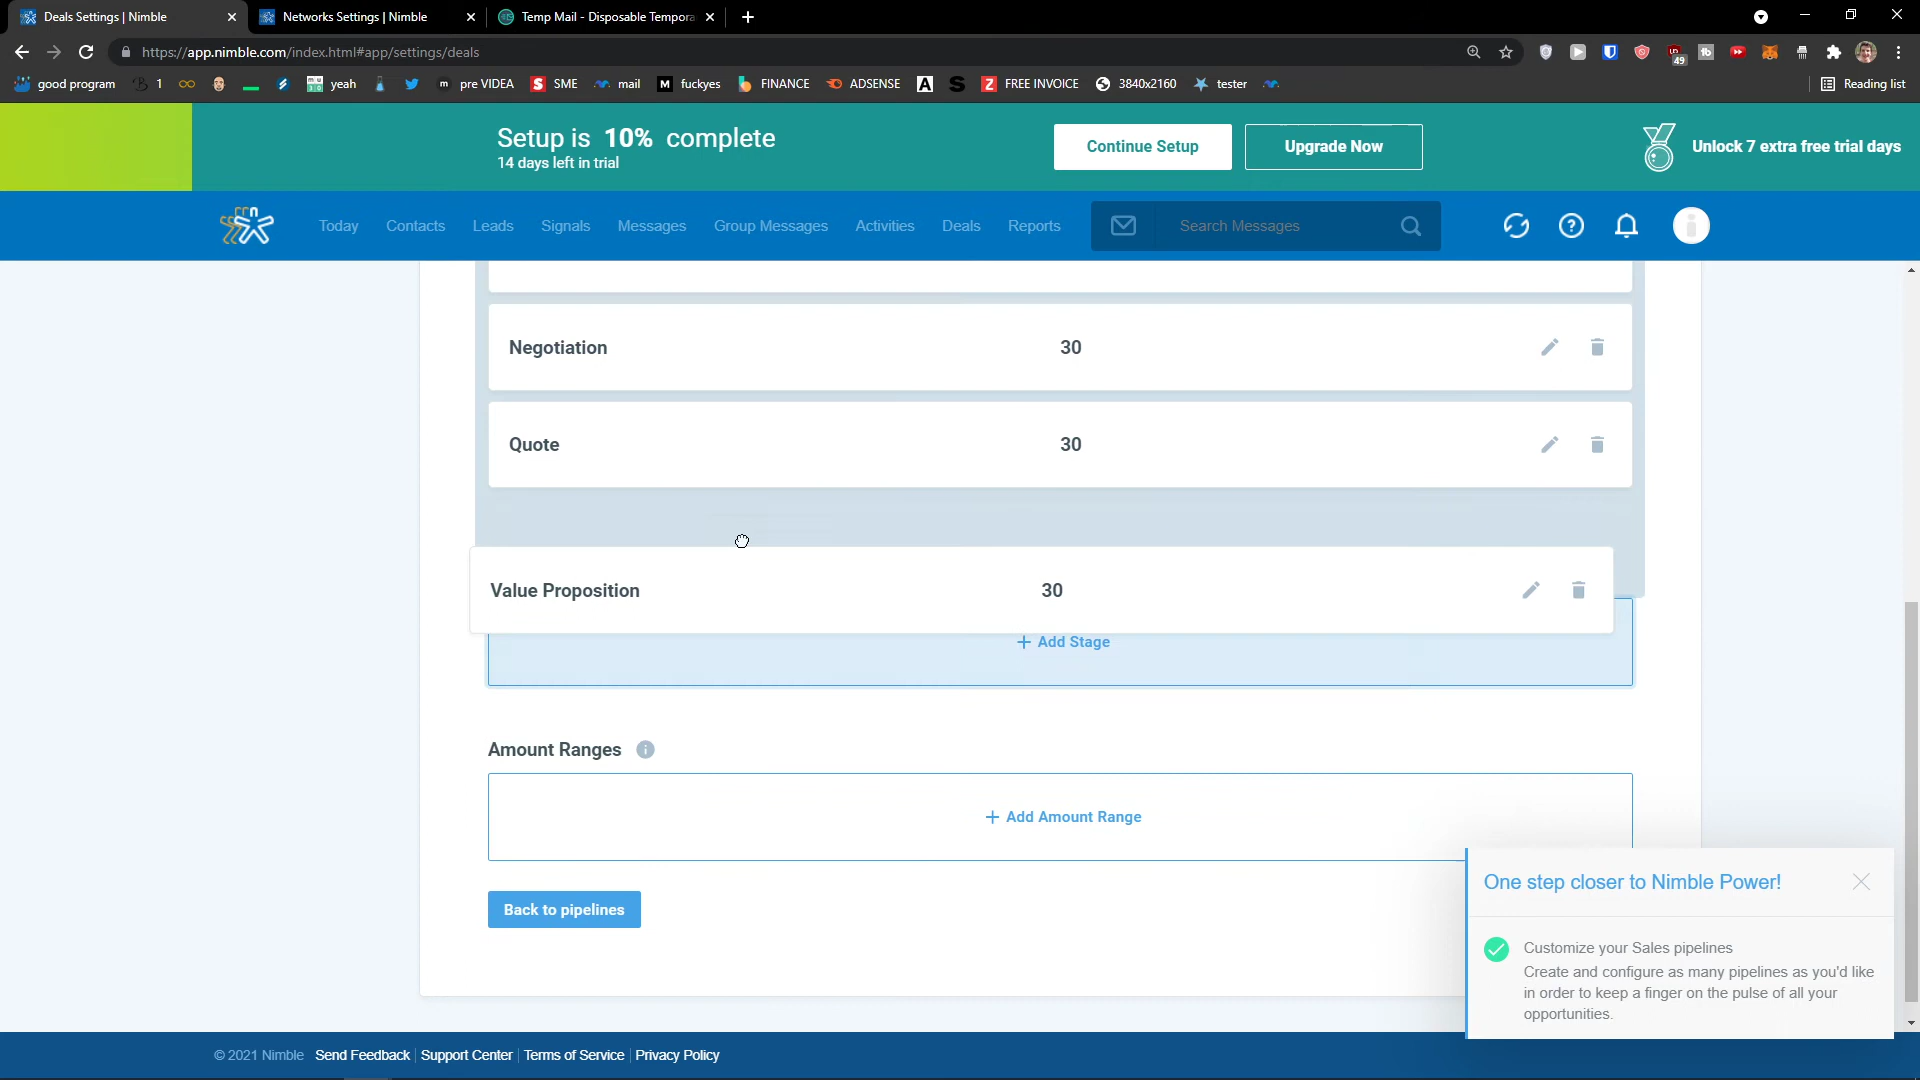 Deals Settings | Nimble
Networks Settings | Nimble
Temp Mail - Disposable Tempora
https://app.nimble.com/index.html#app/settings/deals
49
good program
1
yeah
m pre VIDEA
S SME
mail
M fuckyes
FINANCE
ADSENSE
A
S
Z FREE INVOICE
3840x2160
tester
Reading list
Setup is 10% complete
14 days left in trial
Continue Setup
Upgrade Now
Unlock 7 extra free trial days
Today
Contacts
Leads
Signals
Messages
Group Messages
Activities
Deals
Reports
Search Messages
Negotiation 30
Quote 30
Value Proposition 30
+ Add Stage
Amount Ranges
+ Add Amount Range
Back to pipelines
One step closer to Nimble Power!
Customize your Sales pipelines
Create and configure as many pipelines as you'd like
in order to keep a finger on the pulse of all your
opportunities.
© 2021 Nimble Send Feedback Support Center Terms of Service Privacy Policy